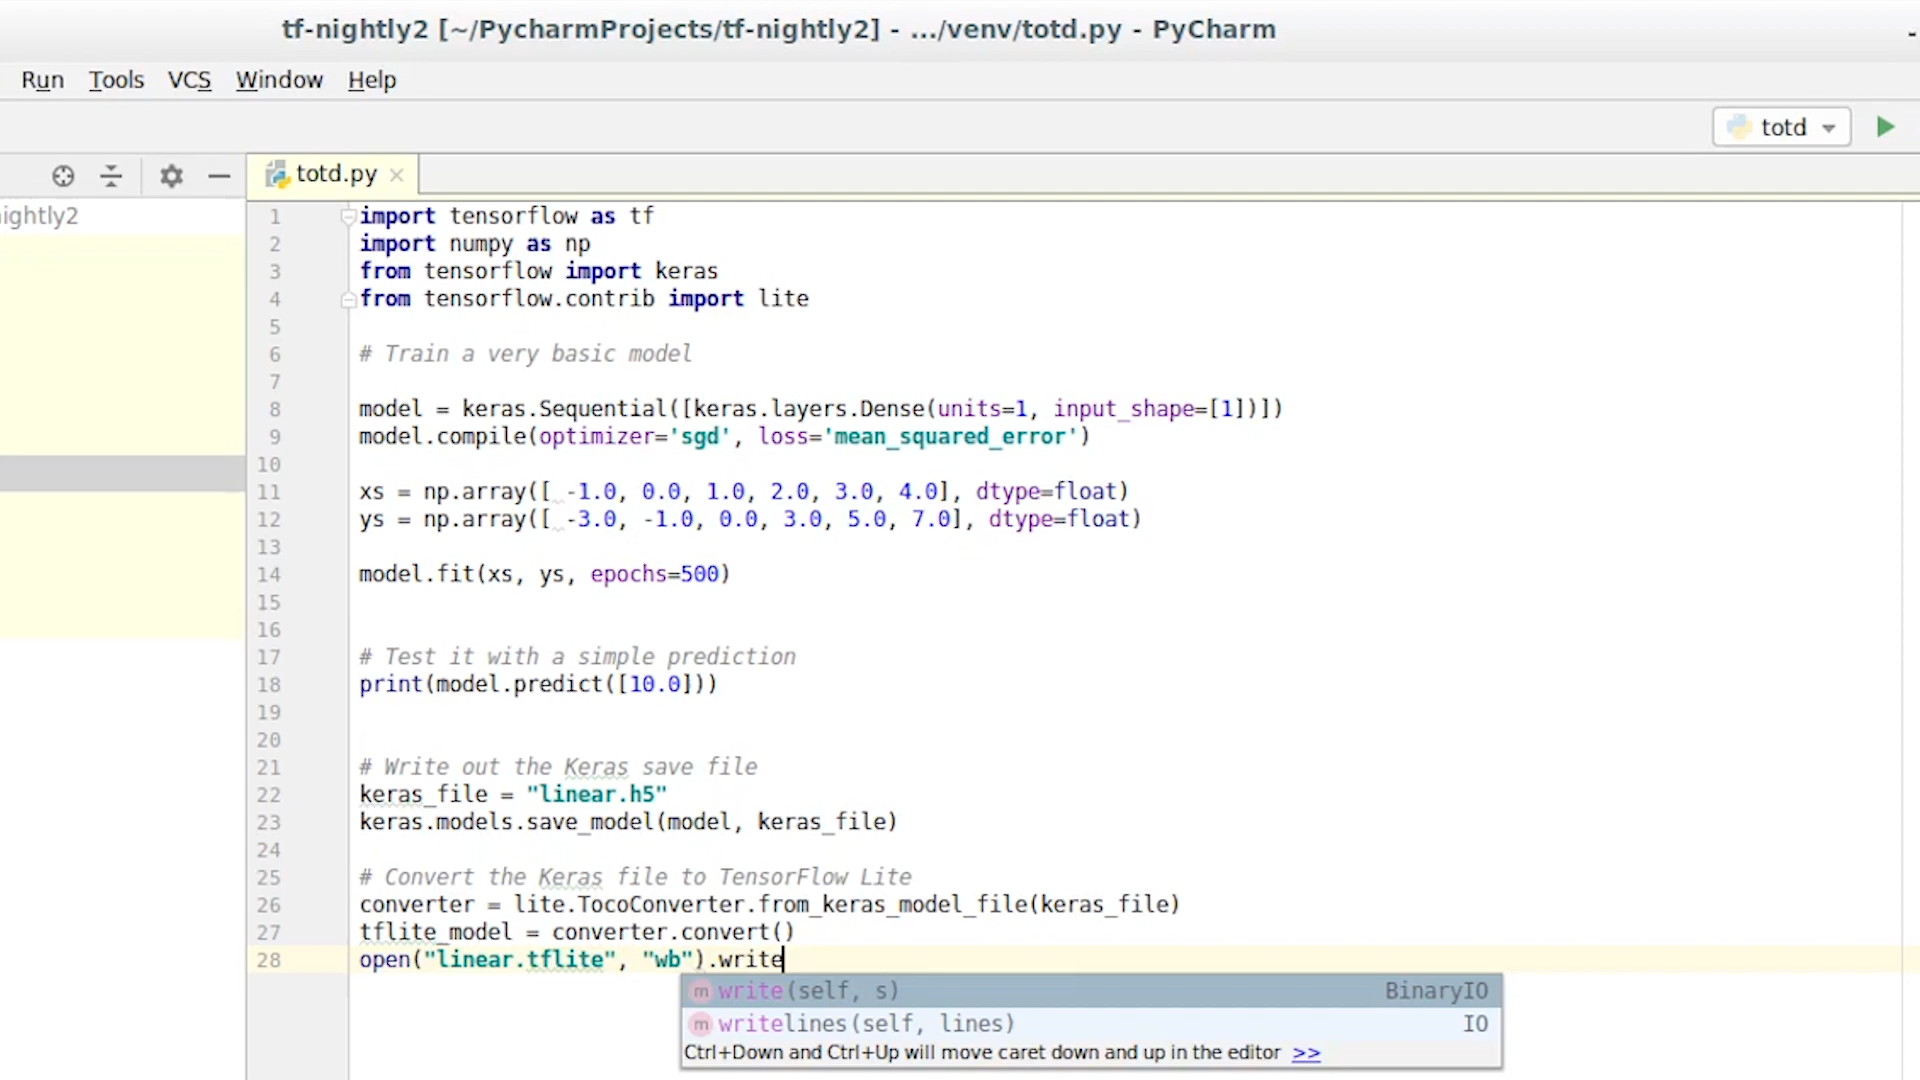 tf-nightly2 [~/PycharmProjects/tf-nightly2] - .../venv/totd.py - PyCharm
Run Tools VCS Window Help
totd
totd.py
ightly2
1 import tensorflow as tf
2 import numpy as np
3 from tensorflow import keras
4 from tensorflow.contrib import lite
5
6 # Train a very basic model
7
8 model = keras.Sequential([keras.layers.Dense(units=1, input_shape=[1])])
9 model.compile(optimizer='sgd', loss='mean_squared_error')
10
11 xs = np.array([ -1.0, 0.0, 1.0, 2.0, 3.0, 4.0], dtype=float)
12 ys = np.array([ -3.0, -1.0, 0.0, 3.0, 5.0, 7.0], dtype=float)
13
14 model.fit(xs, ys, epochs=500)
15
16
17 # Test it with a simple prediction
18 print(model.predict([10.0]))
19
20
21 # Write out the Keras save file
22 keras_file = "linear.h5"
23 keras.models.save_model(model, keras_file)
24
25 # Convert the Keras file to TensorFlow Lite
26 converter = lite.TocoConverter.from_keras_model_file(keras_file)
27 tflite_model = converter.convert()
28 open("linear.tflite", "wb").write
m write(self, s) BinaryIO
m writelines(self, lines) IO
Ctrl+Down and Ctrl+Up will move caret down and up in the editor >>